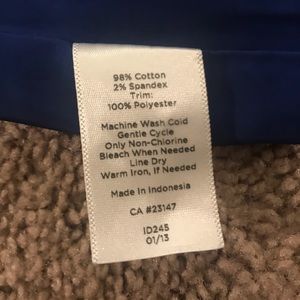 98% Cotton
2% Spandex
Trim:
100% Polyester
Machine Wash Cold
Gentle Cycle
Only Non-Chlorine
Bleach When Needed
Line Dry
Warm Iron, If Needed
Made In Indonesia
CA #23147
ID245
01/13